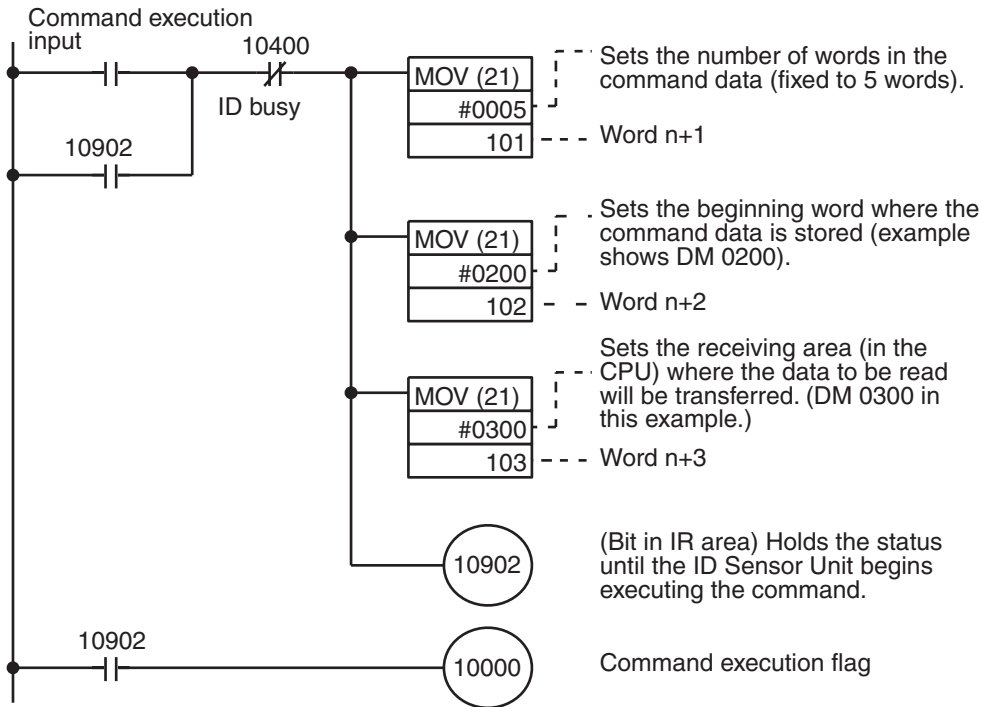 Command execution
input
10400
ID busy
10902
MOV (21)
#0005
101
Sets the number of words in the
command data (fixed to 5 words).
Word n+1
MOV (21)
#0200
102
Sets the beginning word where the
command data is stored (example
shows DM 0200).
Word n+2
MOV (21)
#0300
103
Sets the receiving area (in the
CPU) where the data to be read
will be transferred. (DM 0300 in
this example.)
Word n+3
10902
(Bit in IR area) Holds the status
until the ID Sensor Unit begins
executing the command.
10902
10000
Command execution flag